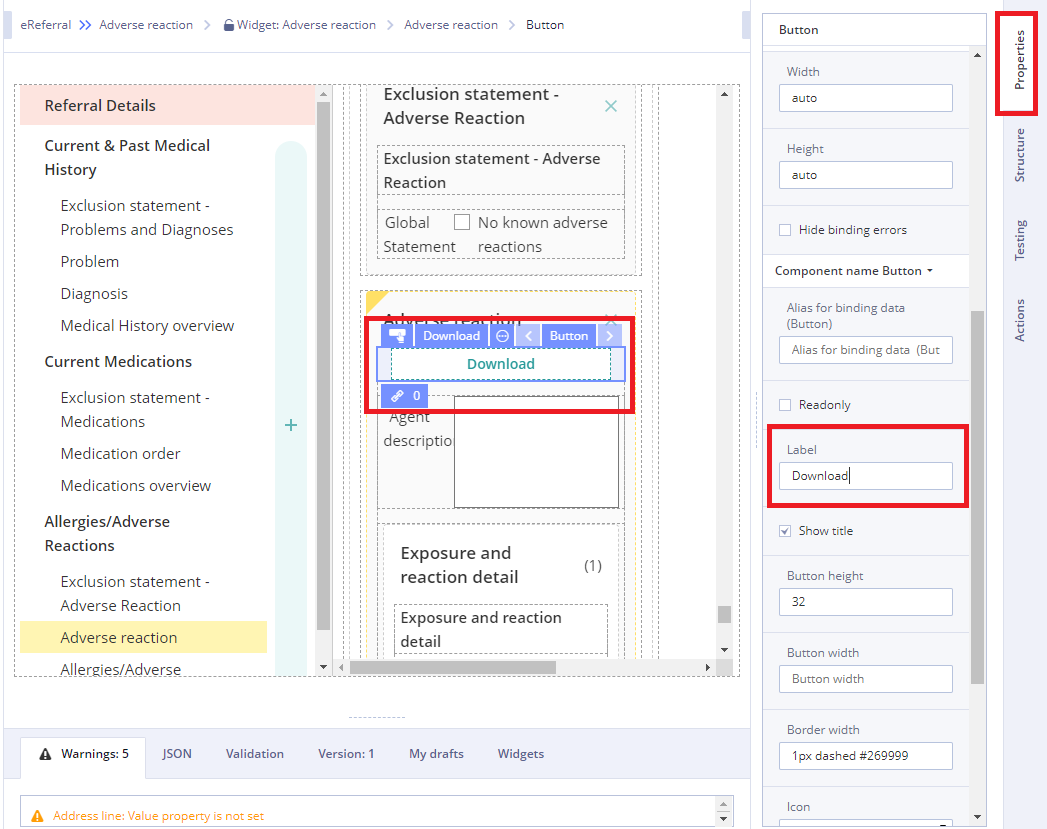 eReferral Adverse reaction Widget: Adverse reaction Adverse reaction Button
Referral Details
Current & Past Medical
History
Exclusion statement -
Problems and Diagnoses
Problem
Diagnosis
Medical History overview
Current Medications
Exclusion statement -
Medications
Medication order
Medications overview
Allergies/Adverse
Reactions
Exclusion statement -
Adverse Reaction
Adverse reaction
Allergies/Adverse
+
Exclusion statement -
Adverse Reaction
Exclusion statement - Adverse
Reaction
Global
Statement
No known adverse
reactions
Adverse reaction
Download Button
Download
0
Agent
descriptio
Exposure and
reaction detail
(1)
Exposure and reaction
detail
Warnings: 5 JSON Validation Version: 1 My drafts Widgets
Address line: Value property is not set
Button
Width
auto
Height
auto
Hide binding errors
Component name Button
Alias for binding data
(Button)
Alias for binding data (But
Readonly
Label
Download
Show title
Button height
32
Button width
Button width
Border width
1px dashed #269999
Icon
Properties
Structure
Testing
Actions